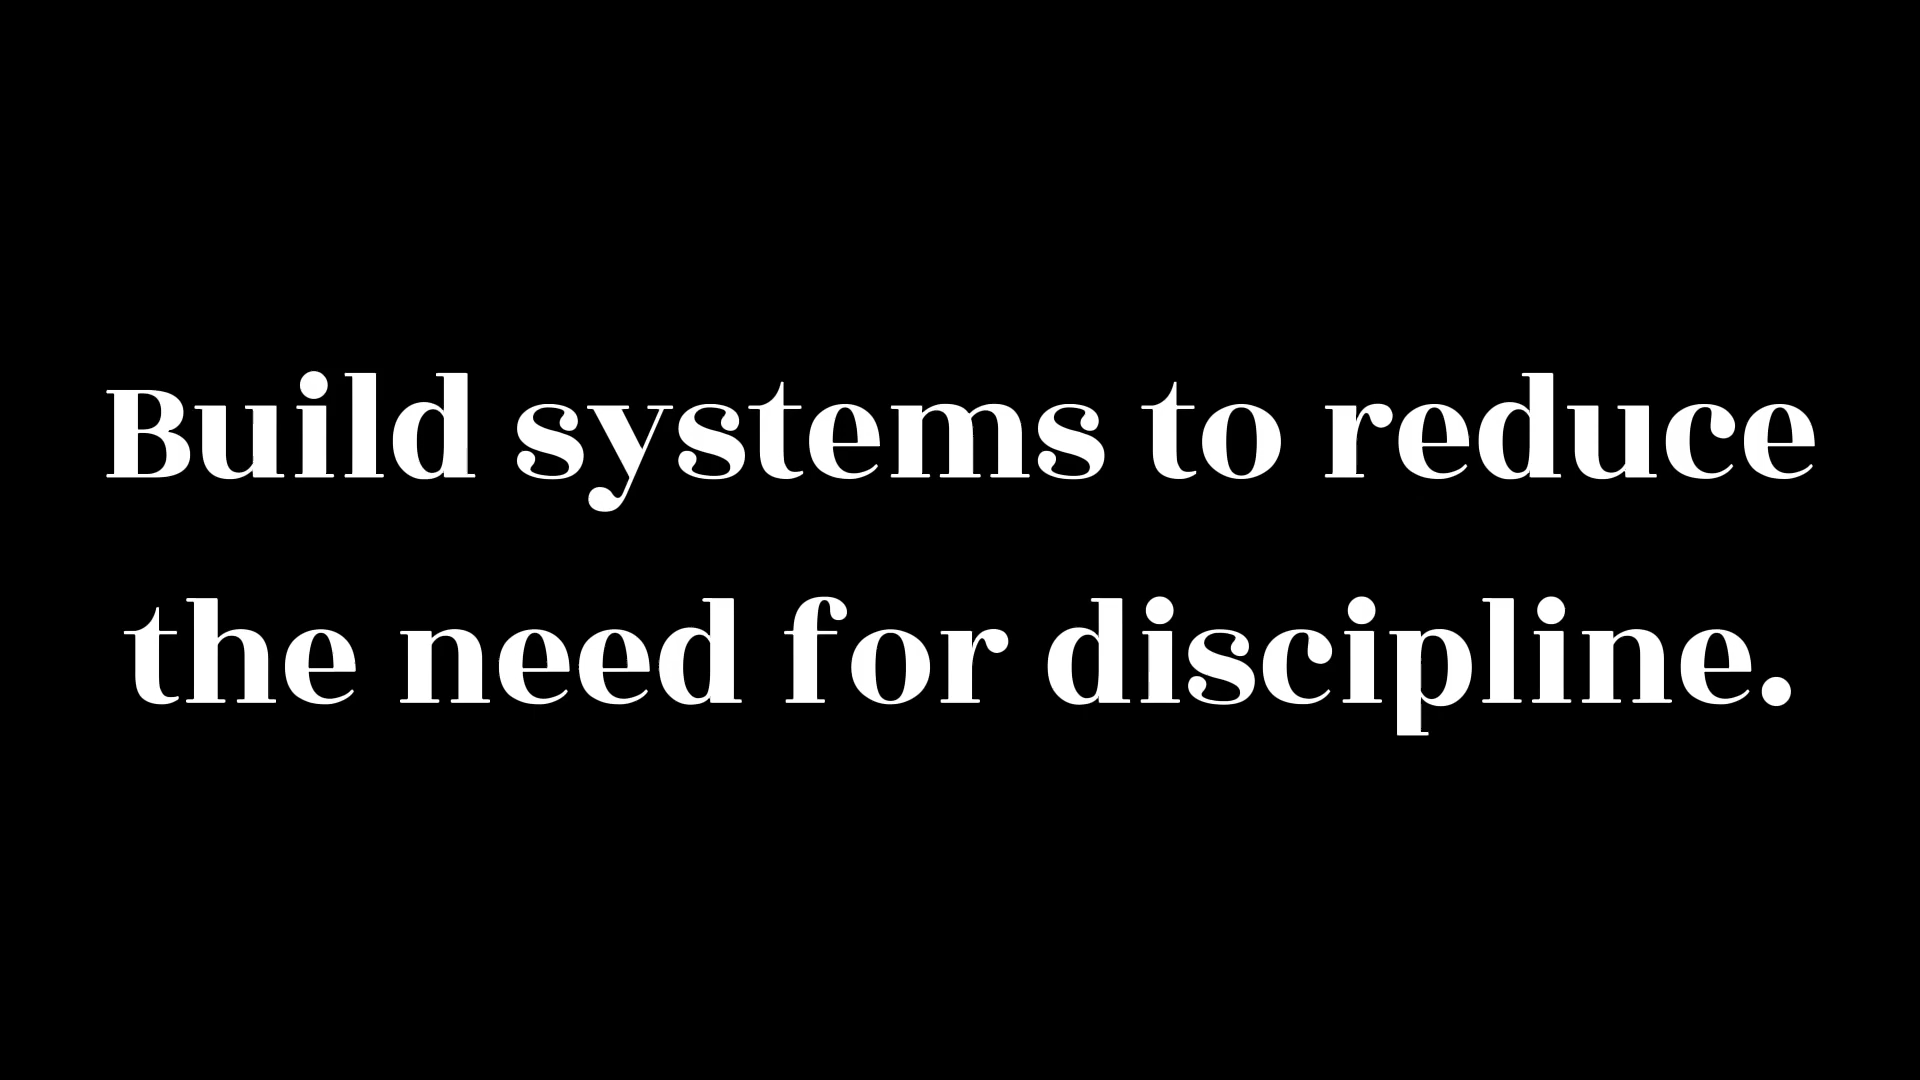 Build systems to reduce
the need for discipline.